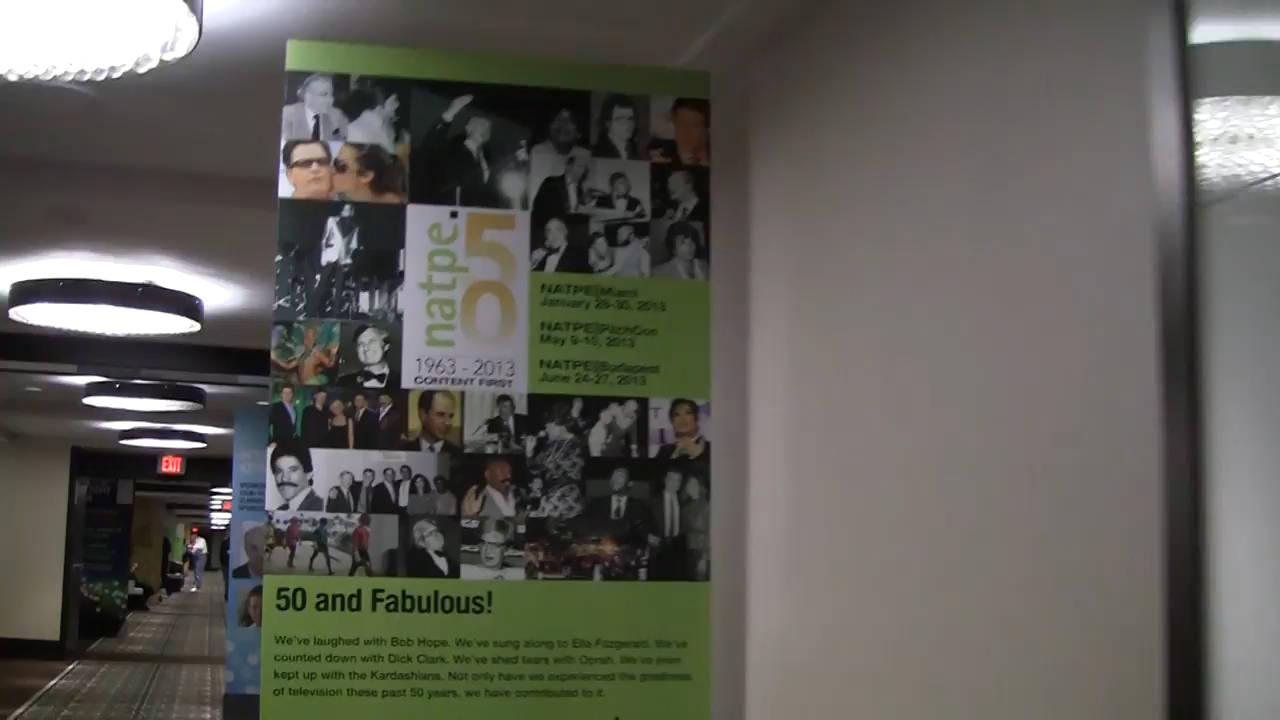 natpe.
50
1963 - 2013
CONTENT FIRST
NATPE||Miami
January 28-30, 2013
NATPE||PitchCon
May 9-10, 2013
NATPE||Budapest
June 24-27, 2013
EXIT
50 and Fabulous!
We've laughed with Bob Hope. We've sung along to Ella Fitzgerald. We've
counted down with Dick Clark. We've shed tears with Oprah. We've even
kept up with the Kardashians. Not only have we experienced the greatness
of television these past 50 years, we have contributed to it.